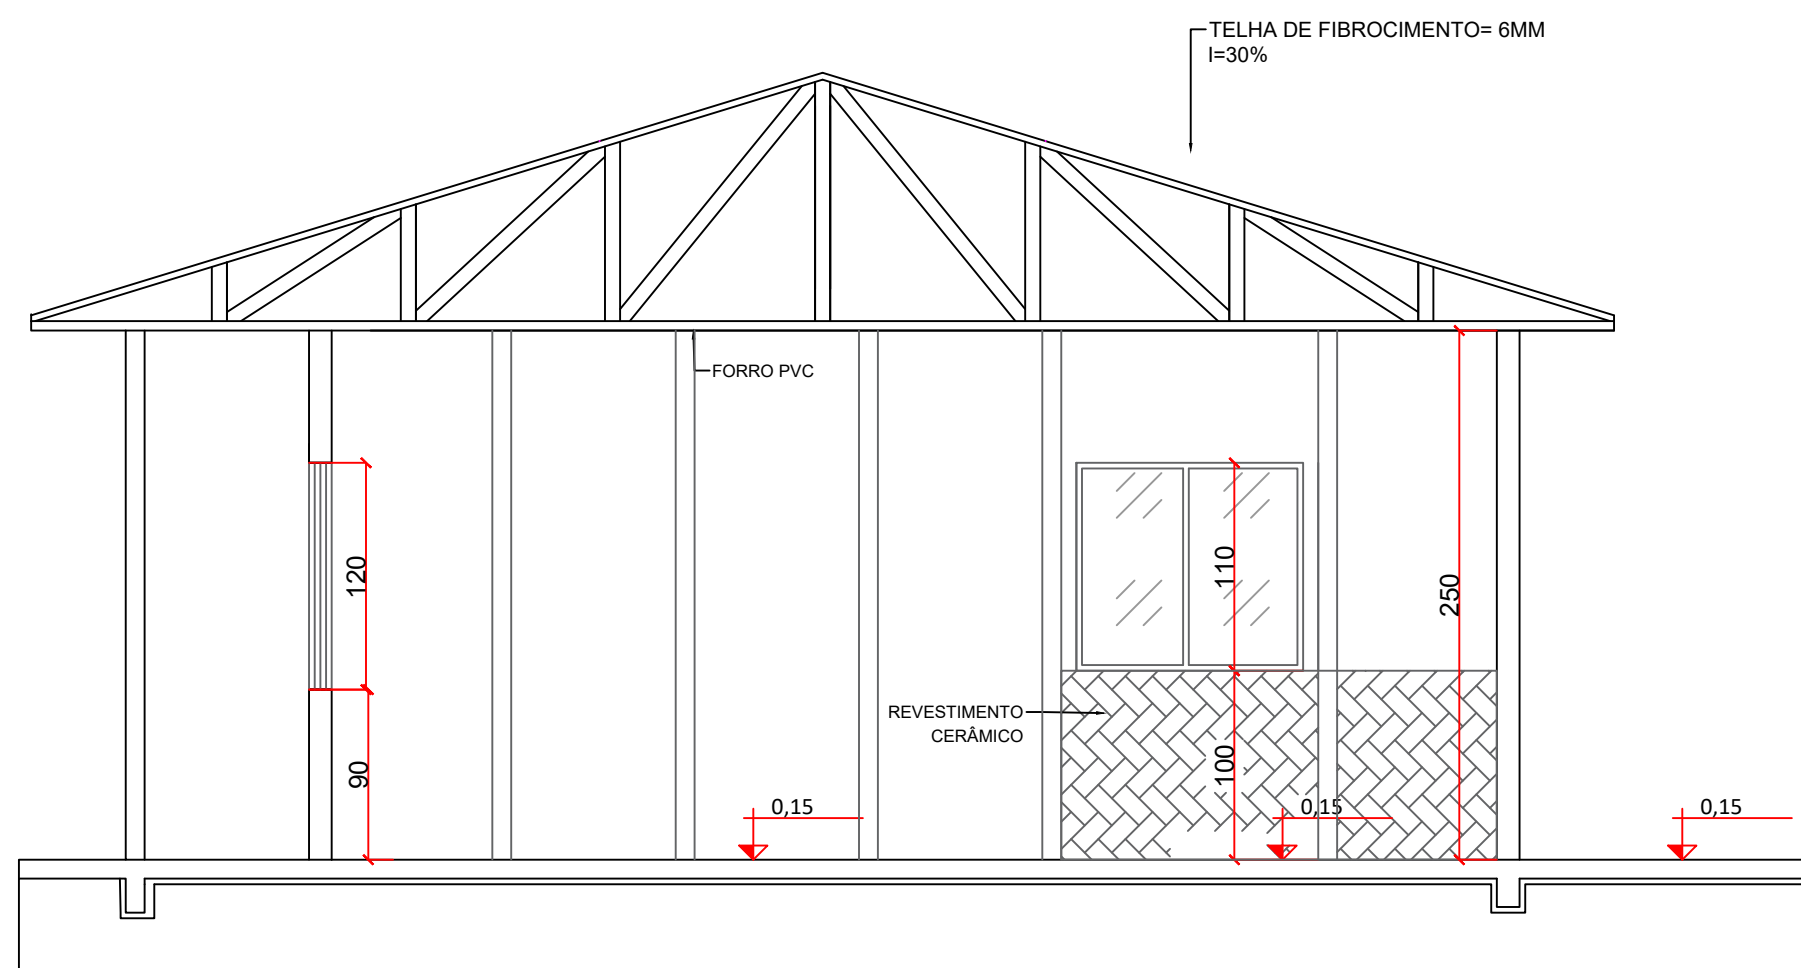 TELHA DE FIBROCIMENTO= 6MM
I=30%
FORRO PVC
120
110
250
REVESTIMENTO
CERÂMICO
90
100
0,15
0,15
0,15